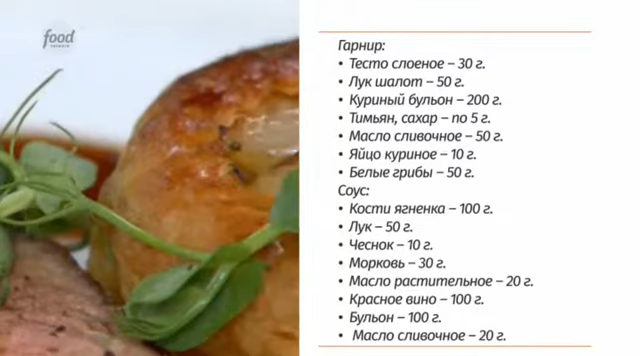 food
NETWORK
Гарнир:
• Тесто слоеное – 30 г.
• Лук шалот – 50 г.
• Куриный бульон – 200 г.
• Тимьян, сахар – по 5 г.
• Масло сливочное – 50 г.
• Яйцо куриное – 10 г.
• Белые грибы – 50 г.
Соус:
• Кости ягненка – 100 г.
• Лук – 50 г.
• Чеснок – 10 г.
• Морковь – 30 г.
• Масло растительное – 20 г.
• Красное вино – 100 г.
• Бульон – 100 г.
• Масло сливочное – 20 г.